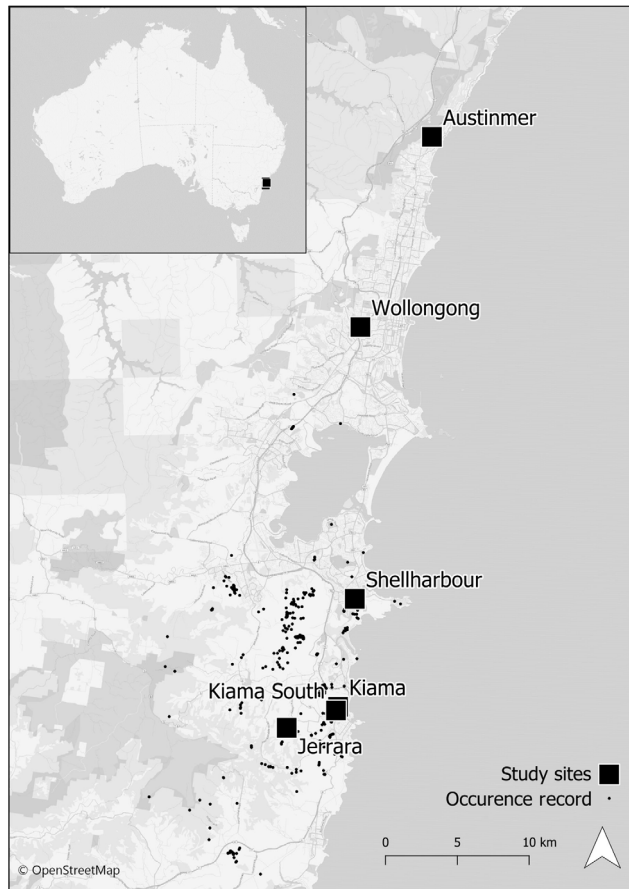 Austinmer
Wollongong
Shellharbour
Kiama South
Kiama
Jerrara
Study sites
Occurence record
0 5 10 km
© OpenStreetMap